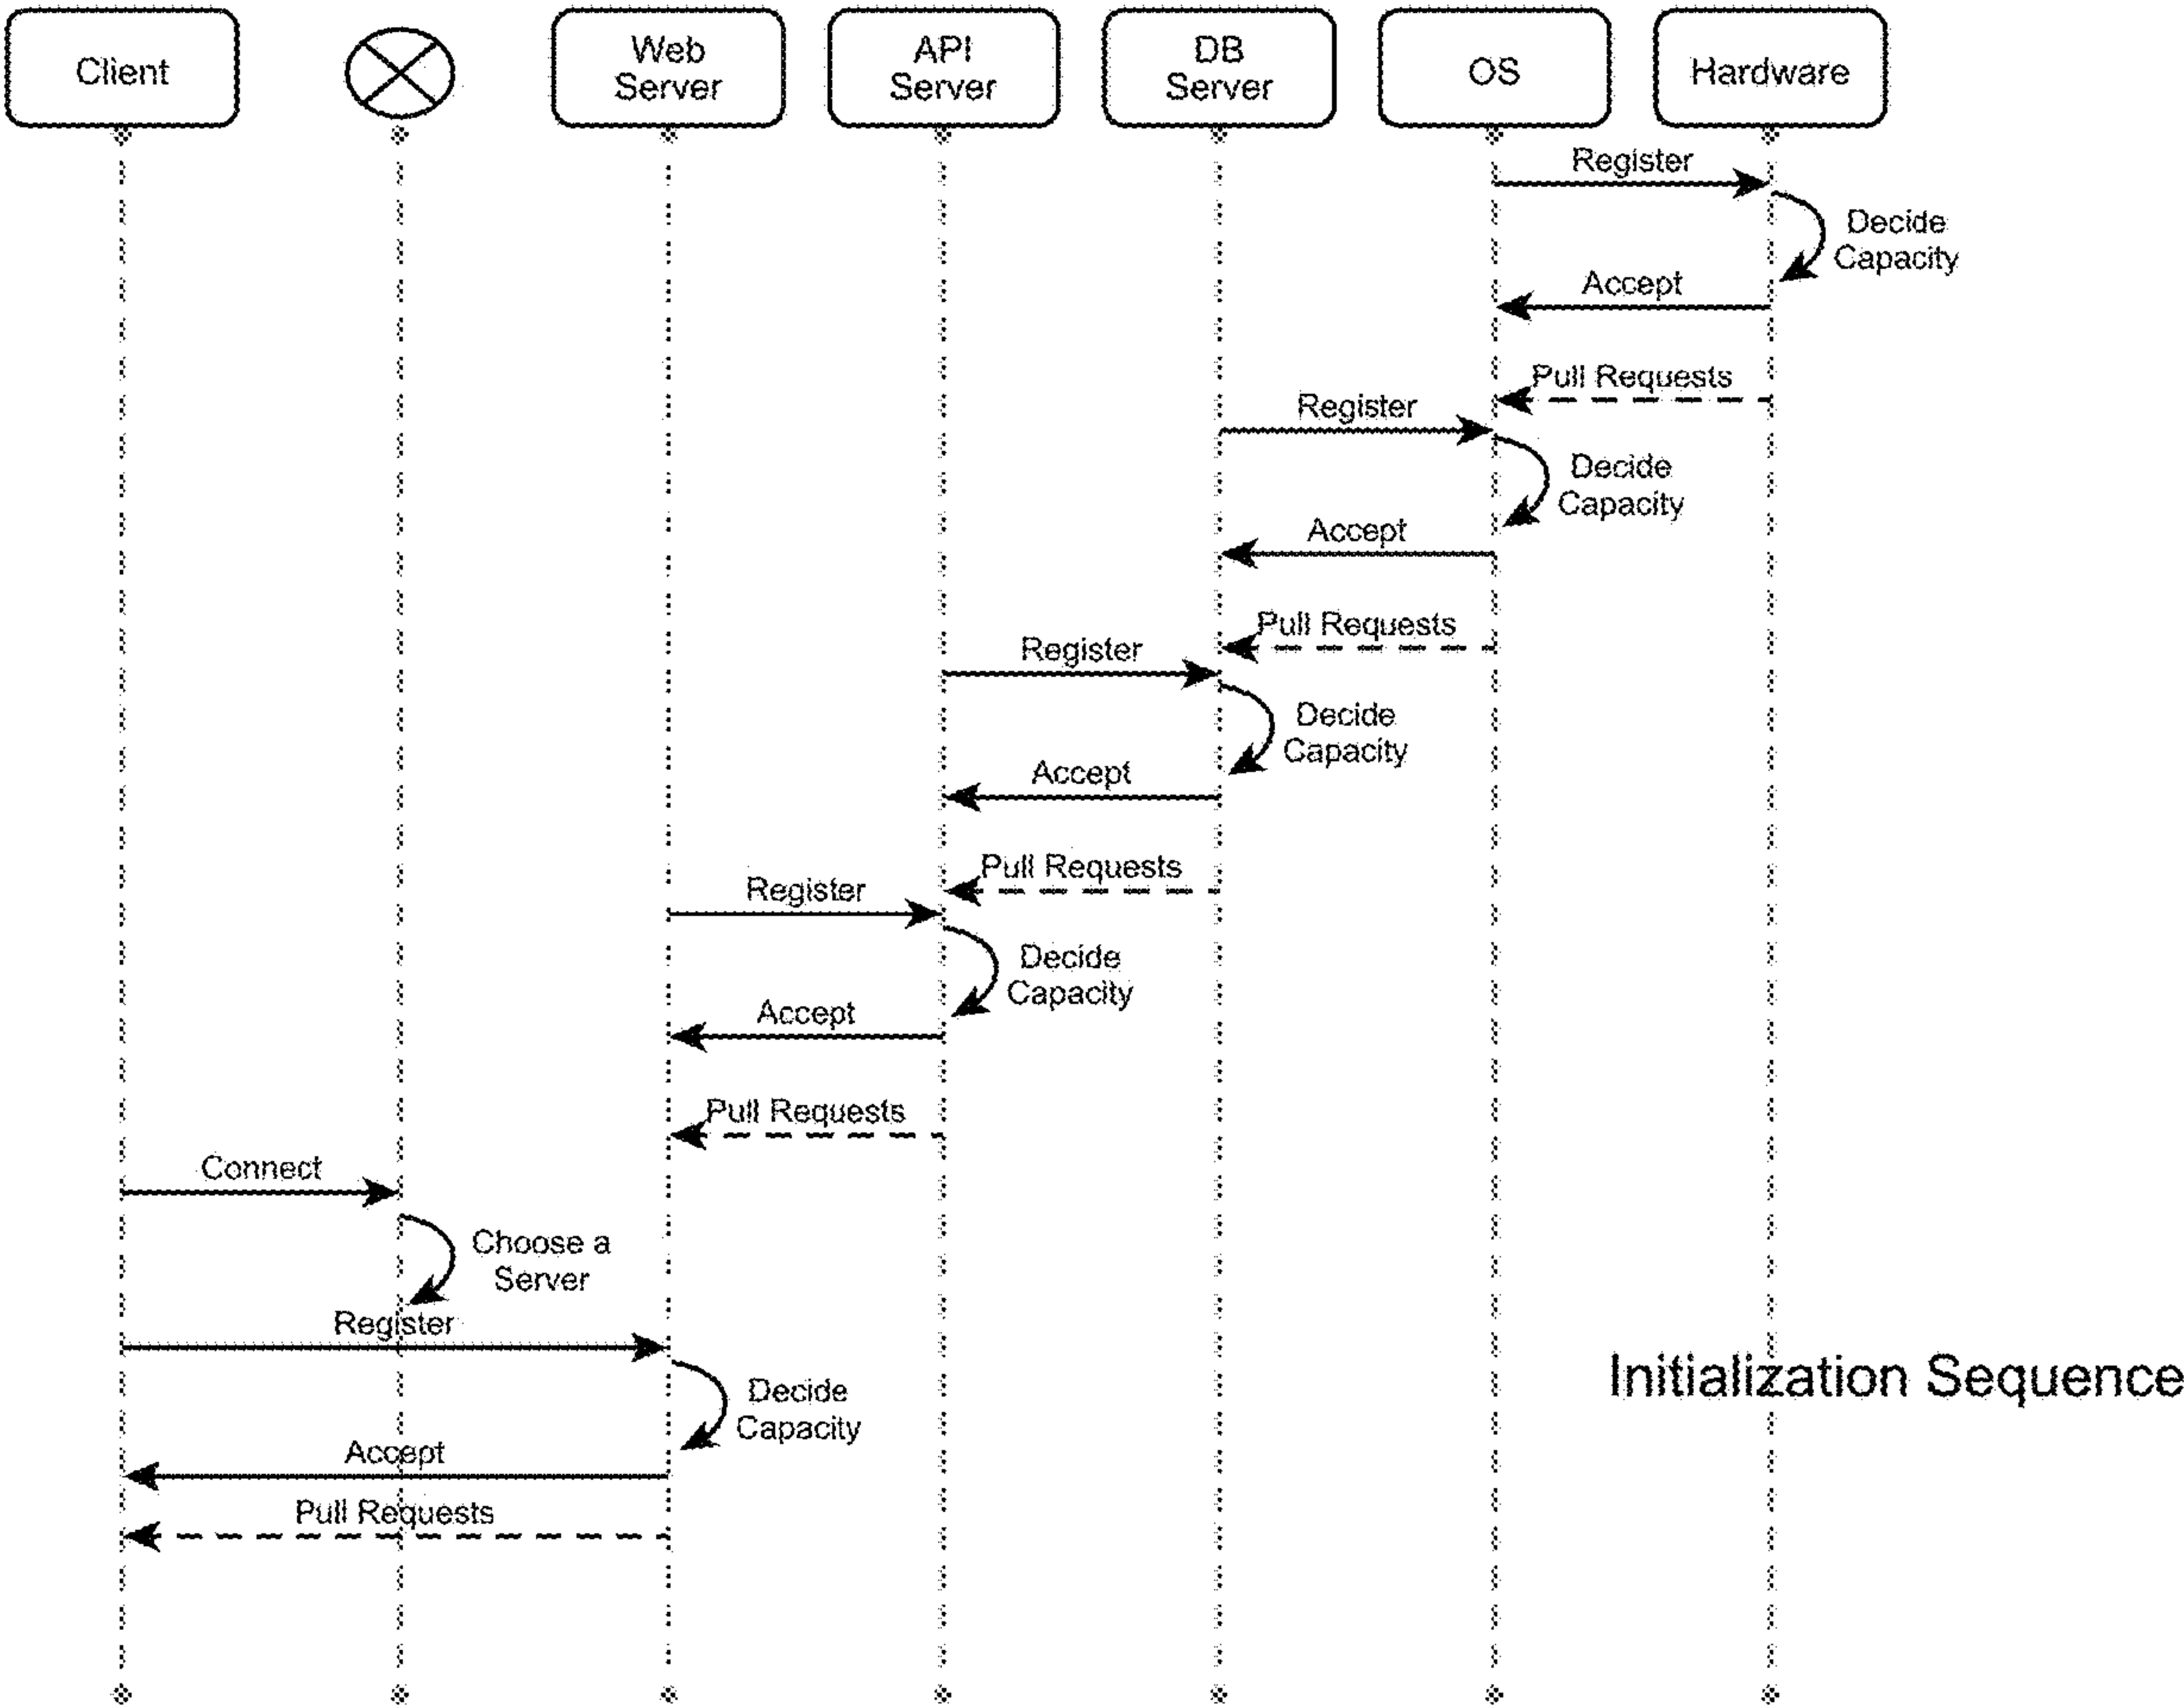 Client
Web
Server
API
Server
DB
Server
OS
Hardware
Register
Decide
Capacity
Accept
Pull Requests
Register
Decide
Capacity
Accept
Pull Requests
Register
Decide
Capacity
Accept
Pull Requests
Register
Decide
Capacity
Accept
Pull Requests
Connect
Choose a
Server
Register
Decide
Capacity
Initialization Sequence
Accept
Pull Requests